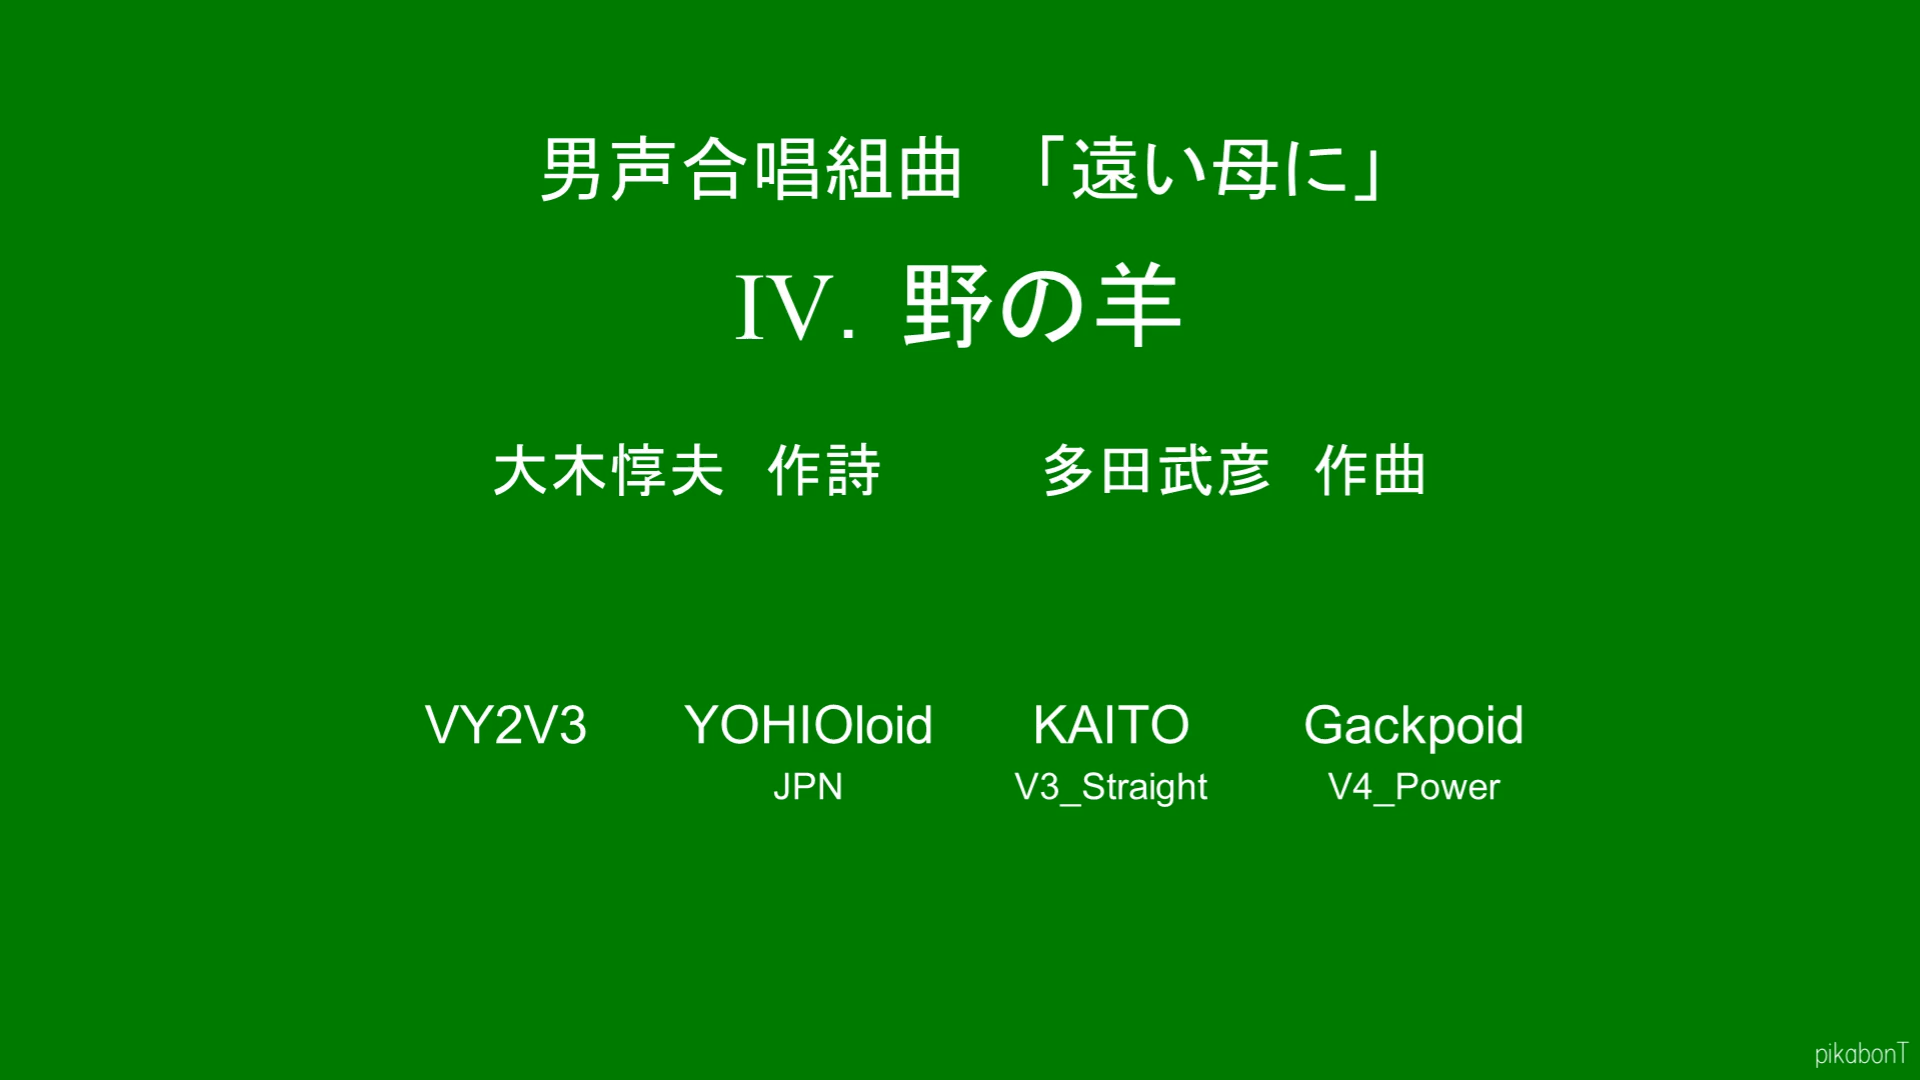 男声合唱組曲 「遠い母に」
IV. 野の羊
大木惇夫 作詩 多田武彦 作曲
VY2V3 YOHIOloid KAITO Gackpoid
JPN V3_Straight V4_Power
pikabonT